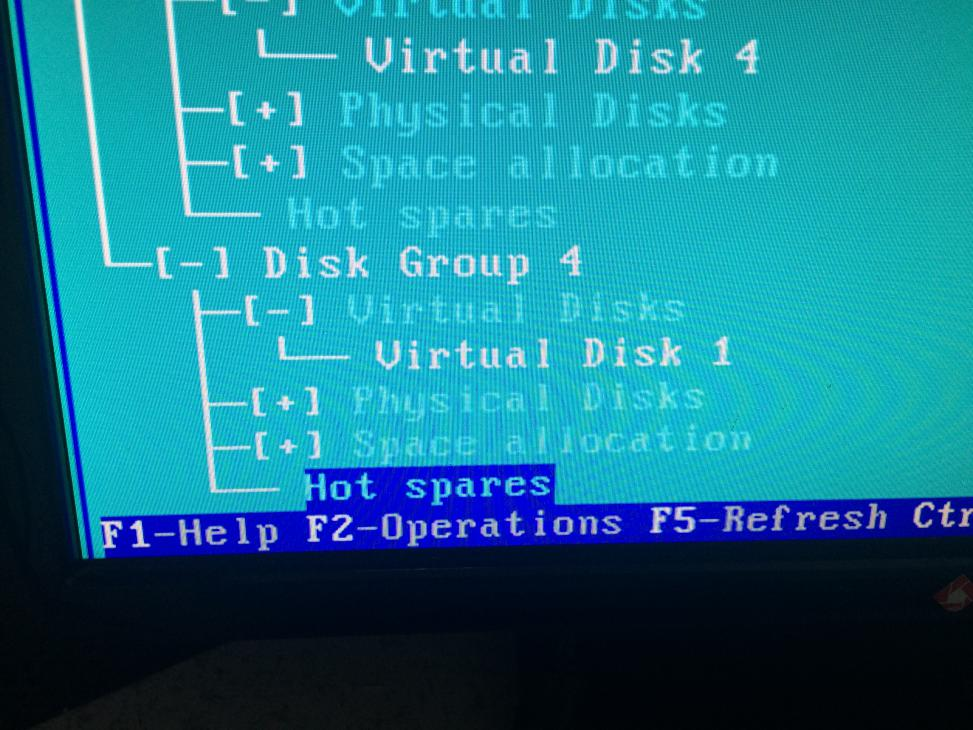 [-] Virtual Disks
Virtual Disk 4
[+] Physical Disks
[+] Space allocation
Hot spares
[-] Disk Group 4
[-] Virtual Disks
Virtual Disk 1
[+] Physical Disks
[+] Space allocation
Hot spares
F1-Help F2-Operations F5-Refresh Ctr